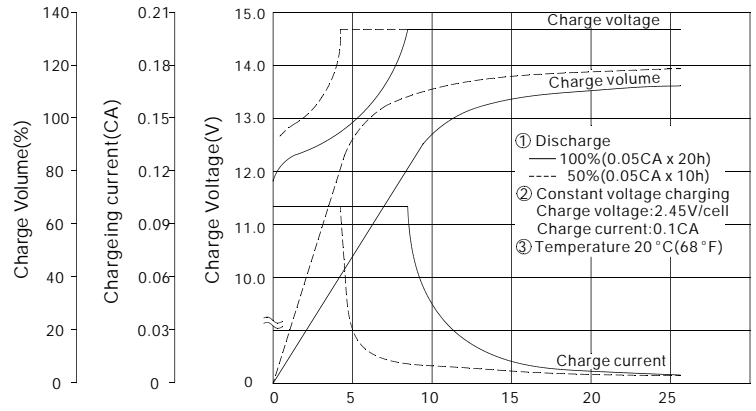 140
120
100
80
60
40
20
0
Charge Volume(%)
0.21
0.18
0.15
0.12
0.09
0.06
0.03
0
Chargeing current(CA)
15.0
14.0
13.0
12.0
11.0
10.0
0
Charge Voltage(V)
Charge voltage
Charge volume
① Discharge
100%(0.05CA x 20h)
50%(0.05CA x 10h)
② Constant voltage charging
Charge voltage:2.45V/cell
Charge current:0.1CA
③ Temperature 20°C(68°F)
Charge current
0 5 10 15 20 25